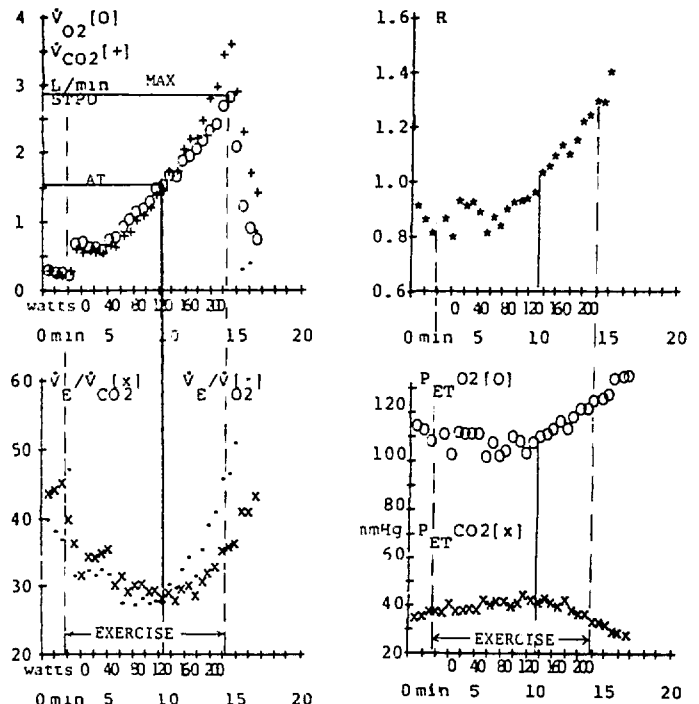 4 V̇O2[O]
V̇CO2[+]
L/min
STPD
MAX
3
2
AT
1
0
watts 0 40 80 120 160 200
0 min 5 10 15 20
1.6 R
1.4
1.2
1.0
0.8
0.6
0 40 80 120 160 200
0 min 5 10 15 20
60 V̇E/V̇CO2[x] V̇E/V̇O2[-]
50
40
30
EXERCISE
20
watts 0 40 80 120 160 200
0 min 5 10 15 20
PETO2[O]
120
100
80
mmHg PETCO2[x]
60
40
EXERCISE
20
0 40 80 120 160 200
0 min 5 10 15 20